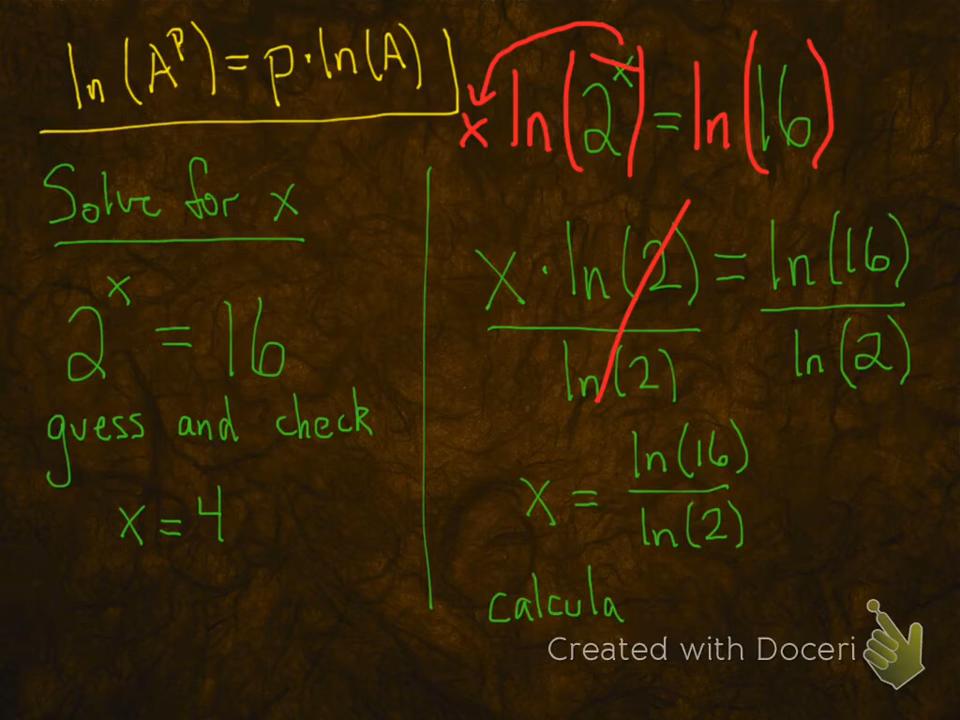 ln(A^p) = p·ln(A)
Solve for x
2^x = 16
guess and check
x = 4
x ln(2^x) = ln(16)
x · ln(2) = ln(16)
ln(2) ln(2)
x = ln(16)
ln(2)
calcula
Created with Doceri